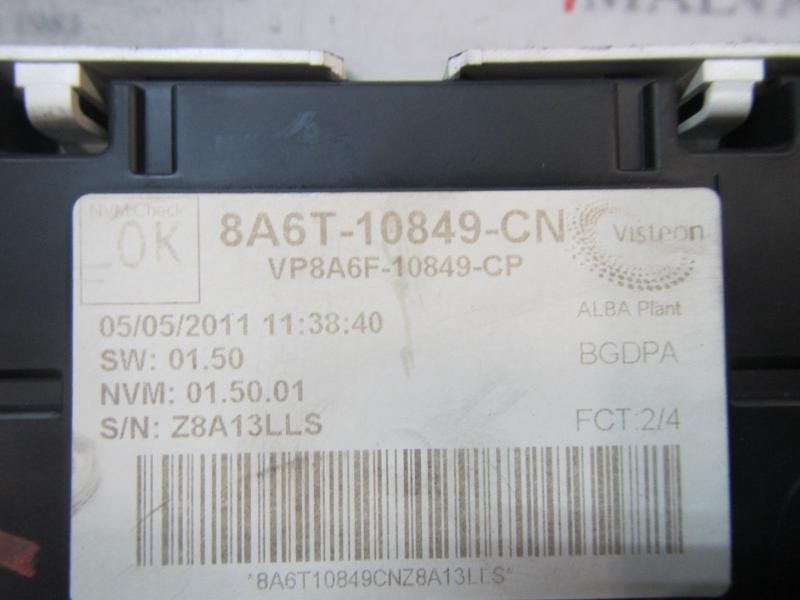 NVM Check
OK
8A6T-10849-CN
Visteon
VP8A6F-10849-CP
ALBA Plant
05/05/2011 11:38:40
SW: 01.50
BGDPA
NVM: 01.50.01
S/N: Z8A13LLS
FCT:2/4
*8A6T10849CNZ8A13LLS*